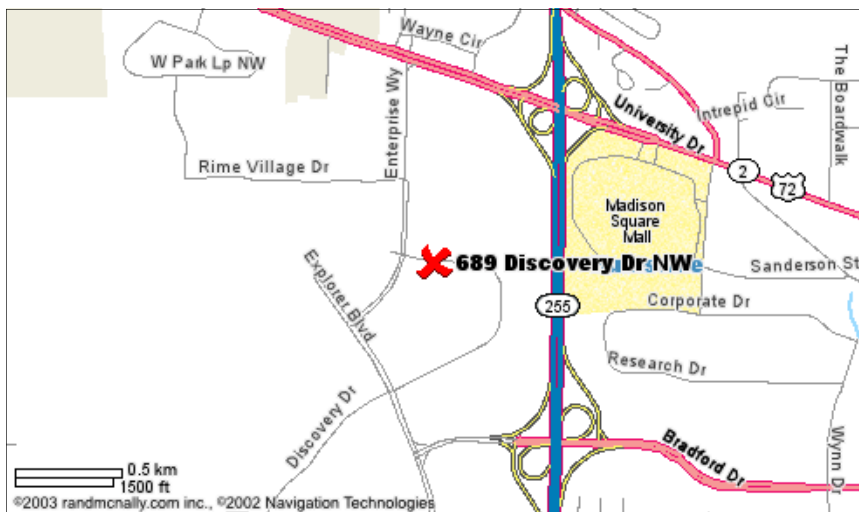 Wayne Cir
W Park Lp NW
The Boardwalk
Enterprise Wy
University Dr
Intrepid Cir
Rime Village Dr
2
72
Madison
Square
Mall
689 Discovery Dr NW
Sanderson St
Explorer Blvd
255
Corporate Dr
Research Dr
Discovery Dr
Bradford Dr
Wynn Dr
0.5 km
1500 ft
©2003 randmcnally.com inc., ©2002 Navigation Technologies